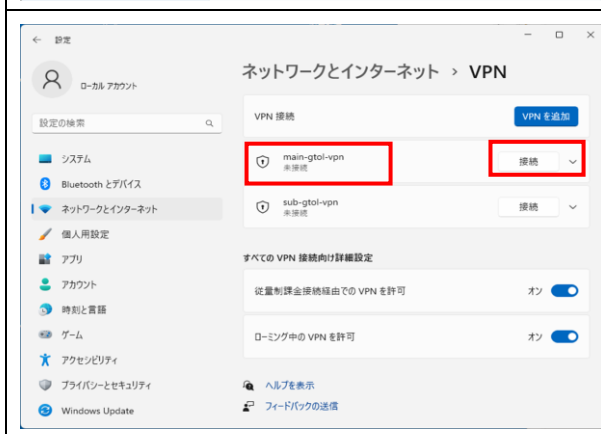 ← 設定
ローカル アカウント
設定の検索
システム
Bluetooth とデバイス
ネットワークとインターネット
個人用設定
アプリ
アカウント
時刻と言語
ゲーム
アクセシビリティ
プライバシーとセキュリティ
Windows Update
ネットワークとインターネット › VPN
VPN 接続
VPN を追加
main-gtol-vpn
未接続
接続
sub-gtol-vpn
未接続
接続
すべての VPN 接続向け詳細設定
従量制課金接続経由での VPN を許可
オン
ローミング中の VPN を許可
オン
ヘルプを表示
フィードバックの送信